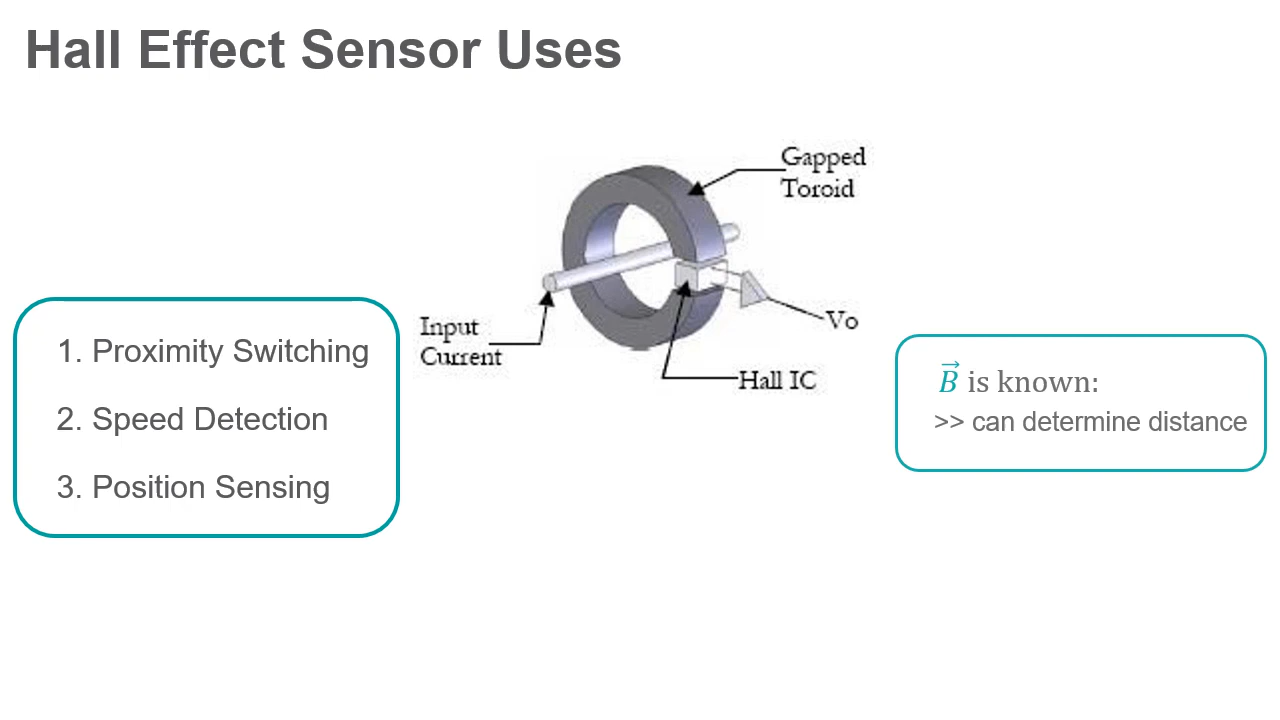 Hall Effect Sensor Uses
Gapped
Toroid
Input
Current
Vo
Hall IC
1. Proximity Switching
2. Speed Detection
3. Position Sensing
$\vec{B}$ is known:
>> can determine distance